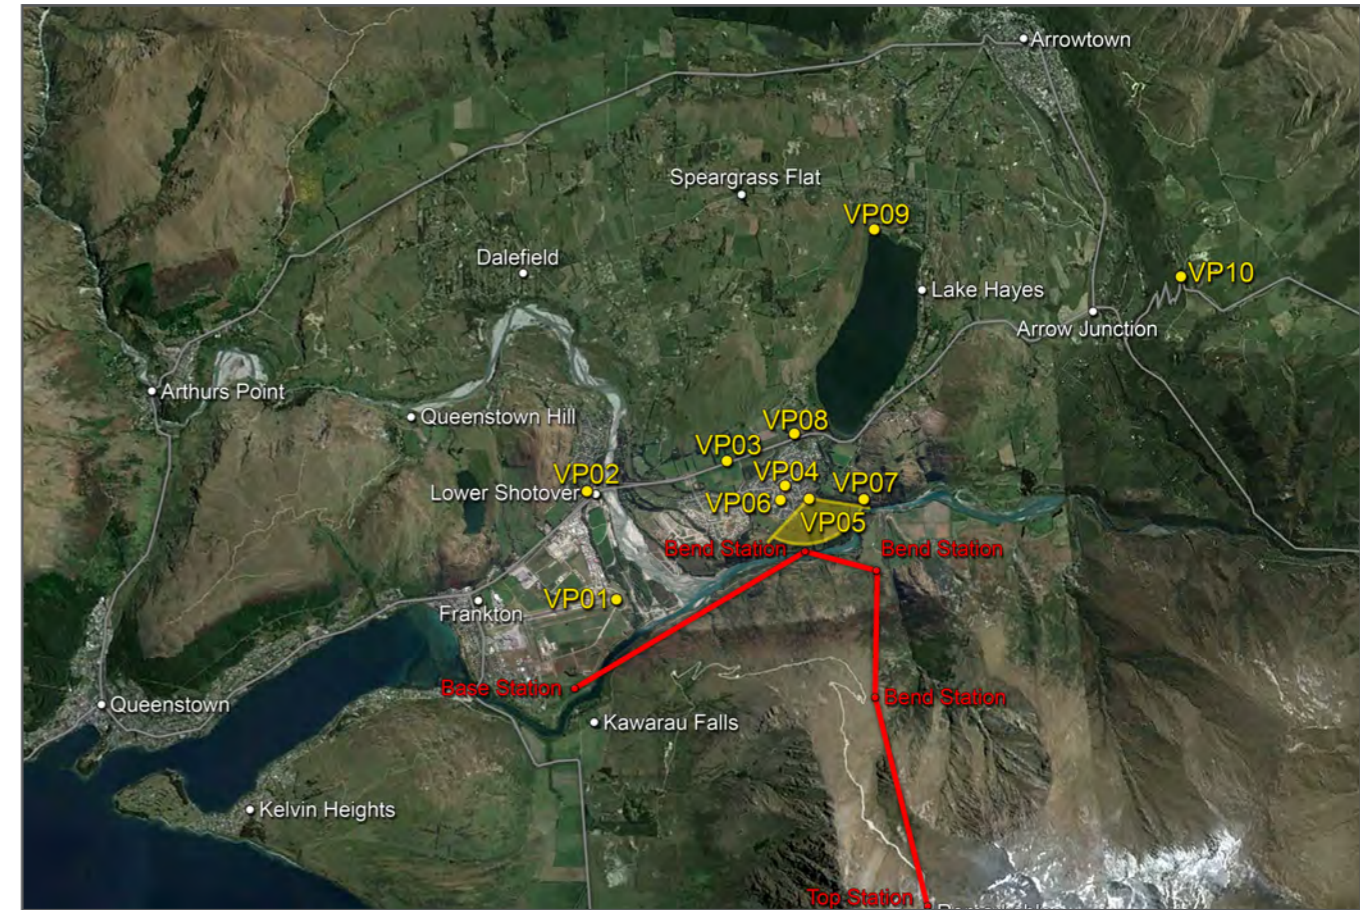 Arrowtown
Speargrass Flat
VP09
Dalefield
VP10
Lake Hayes
Arrow Junction
Arthurs Point
Queenstown Hill
VP08
VP03
VP02
VP04
Lower Shotover
VP06
VP07
VP05
Bend Station
Bend Station
VP01
Frankton
Base Station
Bend Station
Queenstown
Kawarau Falls
Kelvin Heights
Top Station